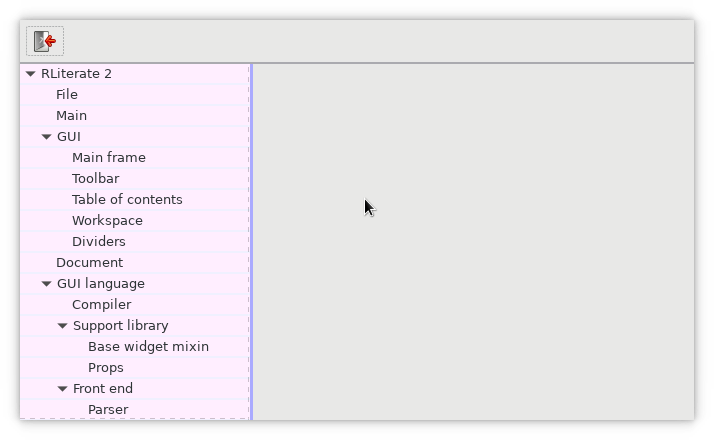 RLiterate 2
File
Main
GUI
Main frame
Toolbar
Table of contents
Workspace
Dividers
Document
GUI language
Compiler
Support library
Base widget mixin
Props
Front end
Parser